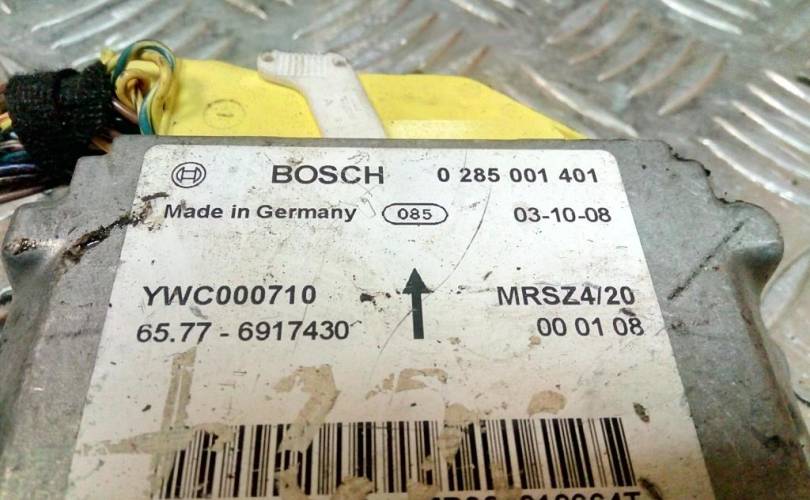 BOSCH 0 285 001 401
Made in Germany 085 03-10-08
YWC000710 MRSZ4/20
65.77 - 6917430 00 01 08